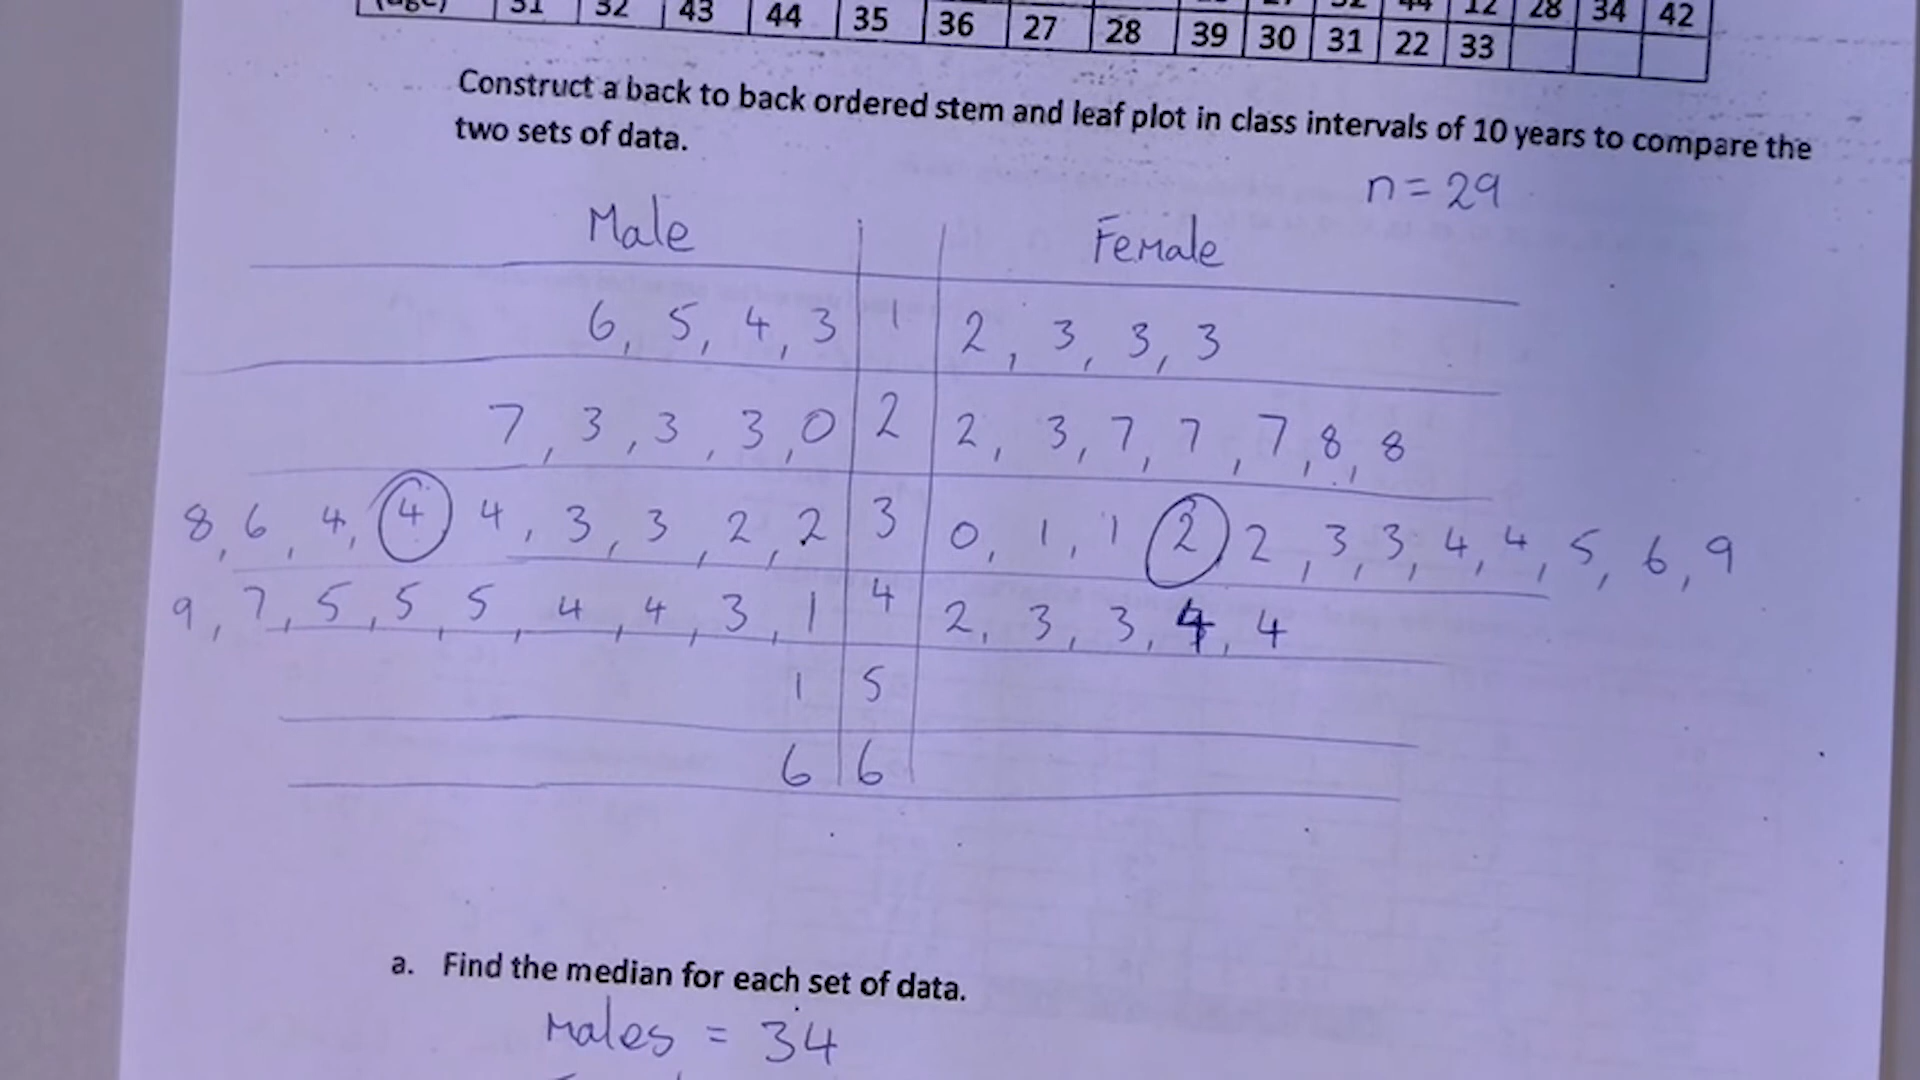 31 32 43 44 12 28 34 42
35 36 27 28 39 30 31 22 33
Construct a back to back ordered stem and leaf plot in class intervals of 10 years to compare the
two sets of data.
n = 29
Male Female
6, 5, 4, 3 1 2, 3, 3, 3
7, 3, 3, 3, 0 2 2, 3, 7, 7, 7, 8, 8
8, 6, 4, 4 4, 3, 3, 2, 2 3 0, 1, 1 2 2, 3, 3, 4, 4, 5, 6, 9
9, 7, 5, 5, 5, 4, 4, 3, 1 4 2, 3, 3, 4, 4
1 5
6 6
a. Find the median for each set of data.
Males = 34